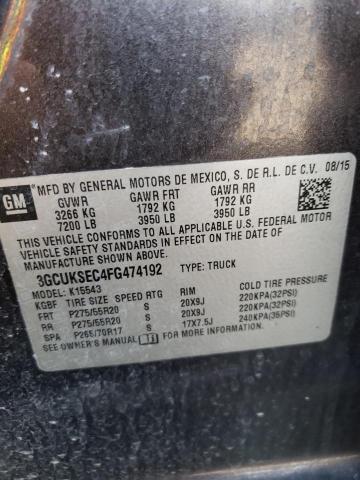 GM
MFD BY GENERAL MOTORS DE MEXICO, S. DE R.L. DE C.V. 08/15
GVWR GAWR FRT GAWR RR
3266 KG 1792 KG 1792 KG
7200 LB 3950 LB 3950 LB
THIS VEHICLE CONFORMS TO ALL APPLICABLE U.S. FEDERAL MOTOR
VEHICLE SAFETY, BUMPER, AND THEFT PREVENTION STANDARDS IN
EFFECT ON THE DATE OF MANUFACTURE SHOWN ABOVE.
3GCUKSEC4FG474192 TYPE: TRUCK
MODEL: K15543
KGBF TIRE SIZE SPEED RTG RIM COLD TIRE PRESSURE
FRT P275/55R20 S 20X9J 220KPA(32PSI)
RR P275/55R20 S 20X9J 220KPA(32PSI)
SPA P265/70R17 S 17X7.5J 240KPA(35PSI)
SEE OWNER'S MANUAL FOR MORE INFORMATION.